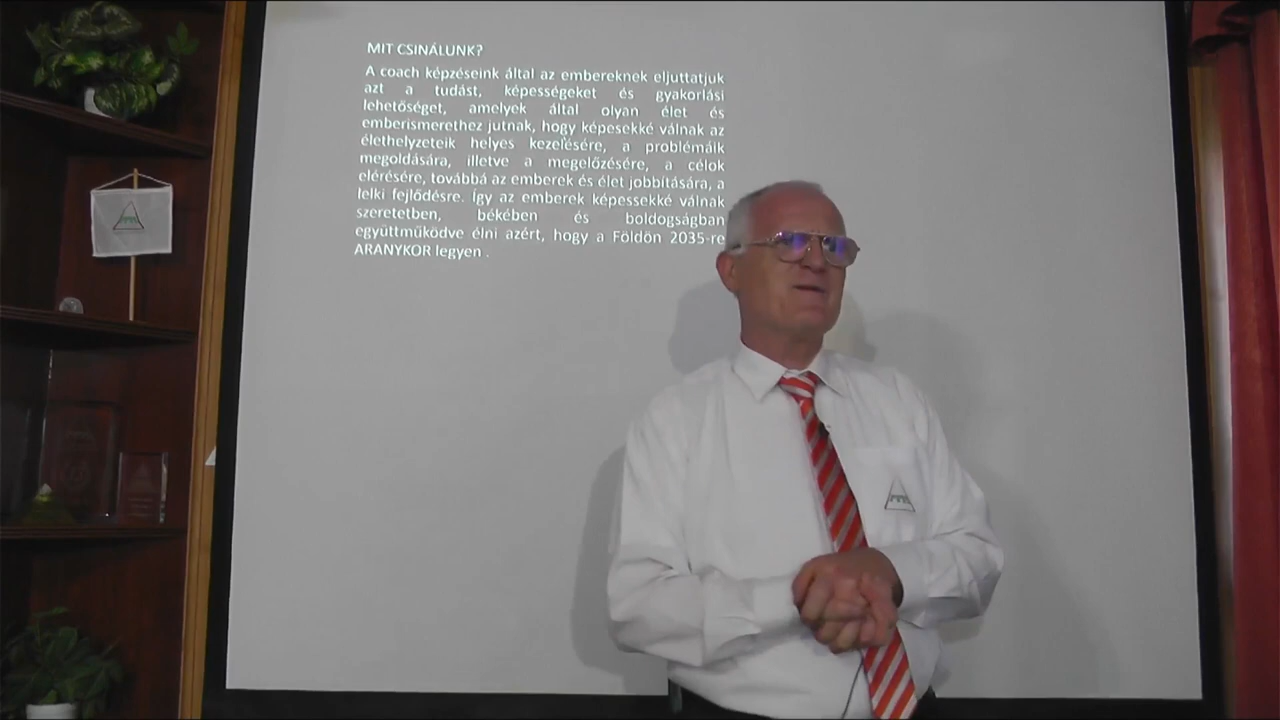 MIT CSINÁLUNK?
A coach képzéseink által az embereknek eljuttatjuk
azt a tudást, képességeket és gyakorlási
lehetőséget, amelyek által olyan élet és
emberismerethez jutnak, hogy képesekké válnak az
élethelyzeteik helyes kezelésére, a problémáik
megoldására, illetve a megelőzésére, a célok
elérésére, továbbá az emberek és élet jobbítására, a
lelki fejlődésre. Így az emberek képessekké válnak
szeretetben, békében és boldogságban
együttműködve élni azért, hogy a Földön 2035-re
ARANYKOR legyen .